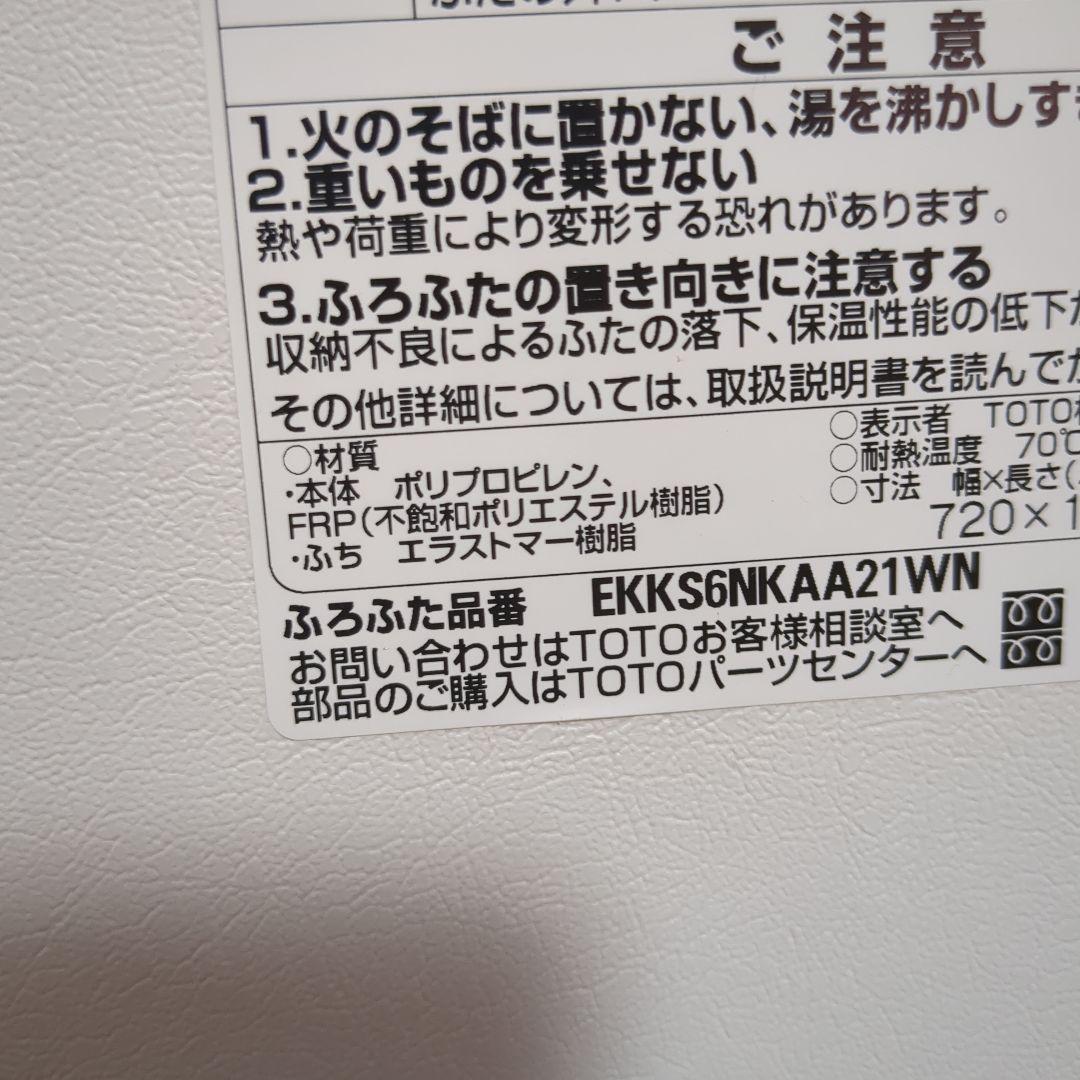 ご注意
1.火のそばに置かない、湯を沸かしすぎ
2.重いものを乗せない
熱や荷重により変形する恐れがあります。
3.ふろふたの置き向きに注意する
収納不良によるふたの落下、保温性能の低下が
その他詳細については、取扱説明書を読んでか
○材質
・本体 ポリプロピレン、
FRP(不飽和ポリエステル樹脂)
・ふち エラストマー樹脂
○表示者 TOTO
○耐熱温度 70℃
○寸法 幅×長さ(
720×1
ふろふた品番 EKKS6NKAA21WN
お問い合わせはTOTOお客様相談室へ
部品のご購入はTOTOパーツセンターへ